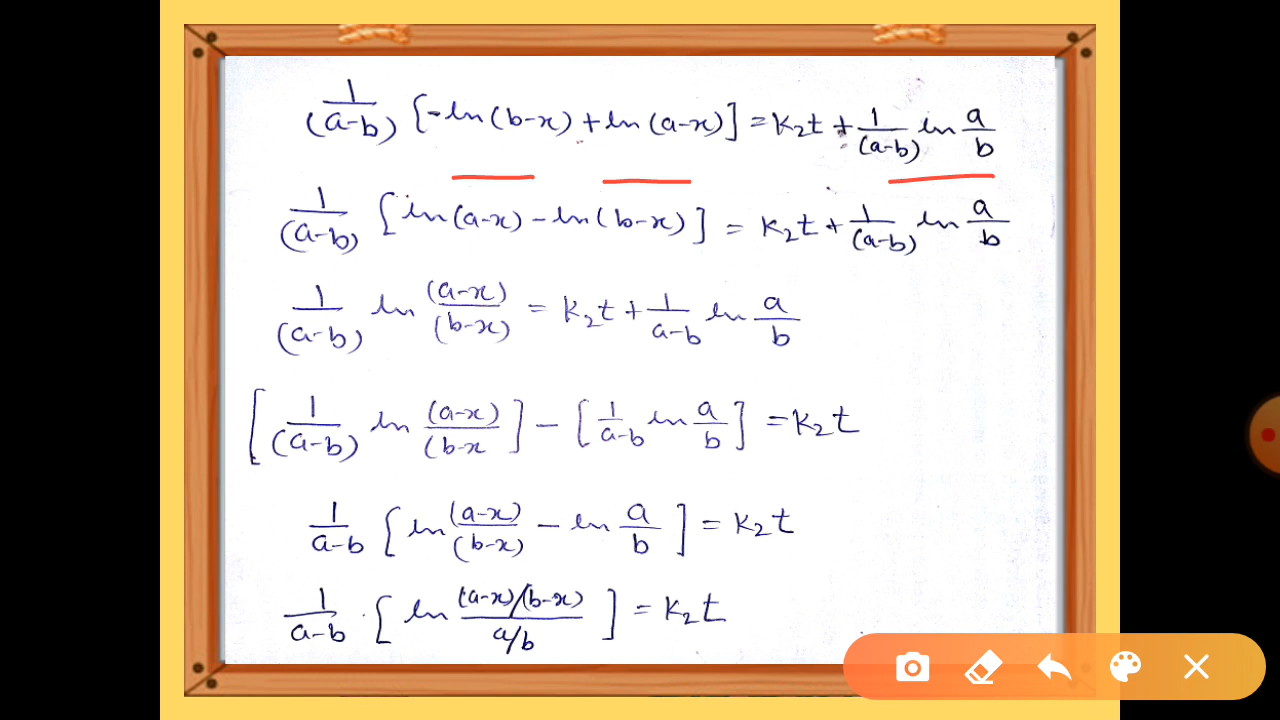 1/(a-b) [-ln(b-x) + ln(a-x)] = K₂t + 1/(a-b) ln a/b
1/(a-b) [ln(a-x) - ln(b-x)] = K₂t + 1/(a-b) ln a/b
1/(a-b) ln (a-x)/(b-x) = K₂t + 1/a-b ln a/b
[1/(a-b) ln (a-x)/(b-x] - [1/a-b ln a/b] = K₂t
1/a-b [ln (a-x)/(b-x) - ln a/b] = K₂t
1/a-b · [ln (a-x)/(b-x)/a/b] = K₂t